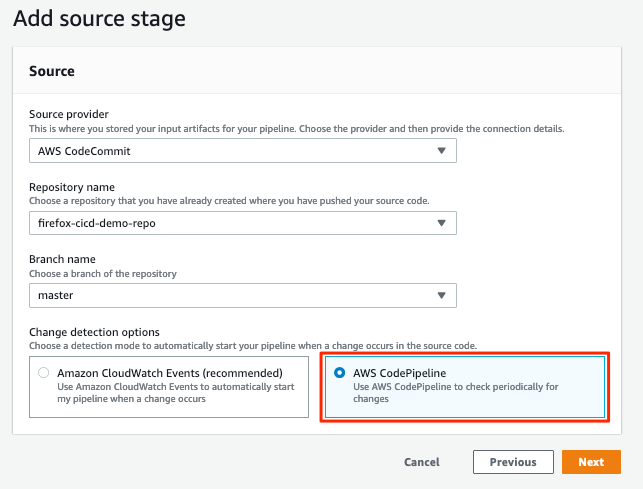 Add source stage
Source
Source provider
This is where you stored your input artifacts for your pipeline. Choose the provider and then provide the connection details.
AWS CodeCommit
Repository name
Choose a repository that you have already created where you have pushed your source code.
firefox-cicd-demo-repo
Branch name
Choose a branch of the repository
master
Change detection options
Choose a detection mode to automatically start your pipeline when a change occurs in the source code.
Amazon CloudWatch Events (recommended)
Use Amazon CloudWatch Events to automatically start
my pipeline when a change occurs
AWS CodePipeline
Use AWS CodePipeline to check periodically for
changes
Cancel
Previous
Next